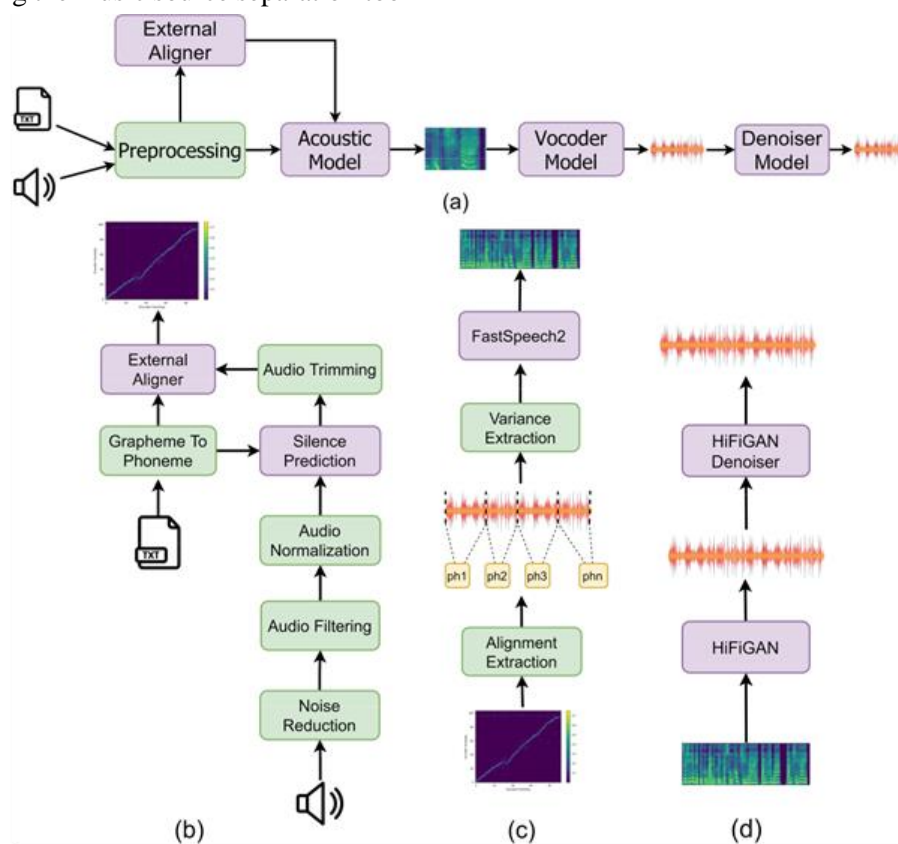 External
Aligner
TXT
Preprocessing
Acoustic
Model
Vocoder
Model
Denoiser
Model
(a)
External
Aligner
Audio Trimming
Grapheme To
Phoneme
Silence
Prediction
TXT
Audio
Normalization
Audio Filtering
Noise
Reduction
(b)
FastSpeech2
Variance
Extraction
ph1
ph2
ph3
phn
Alignment
Extraction
(c)
HiFiGAN
Denoiser
HiFiGAN
(d)